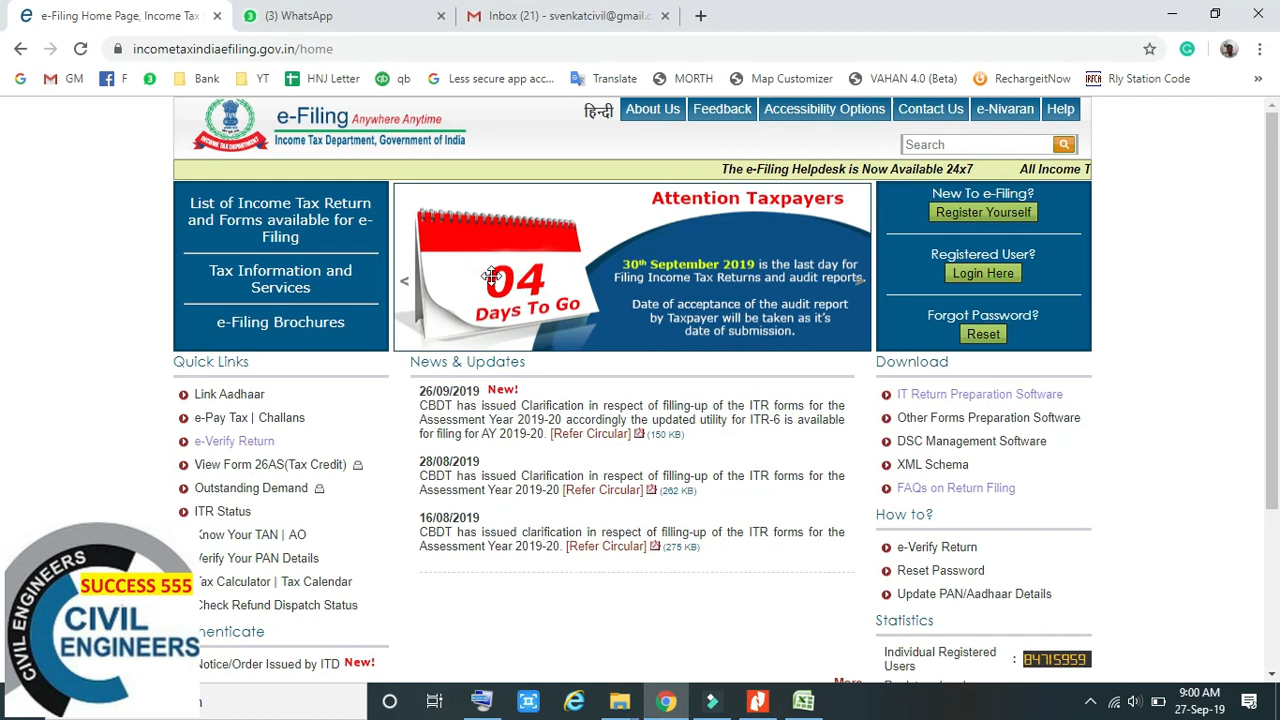 e-Filing Home Page, Income Tax
(3) WhatsApp
Inbox (21) - svenkatcivil@gmail.c
incometaxindiaefiling.gov.in/home
GM
F
Bank
YT
HNJ Letter
qb
Less secure app acc...
Translate
MORTH
Map Customizer
VAHAN 4.0 (Beta)
RechargeitNow
Rly Station Code
e-Filing Anywhere Anytime
Income Tax Department, Government of India
हिन्दी
About Us
Feedback
Accessibility Options
Contact Us
e-Nivaran
Help
Search
The e-Filing Helpdesk is Now Available 24x7 All Income T
List of Income Tax Return
and Forms available for e-
Filing
Tax Information and
Services
e-Filing Brochures
Attention Taxpayers
04
Days To Go
30th September 2019 is the last day for
Filing Income Tax Returns and audit reports.
Date of acceptance of the audit report
by Taxpayer will be taken as it's
date of submission.
New To e-Filing?
Register Yourself
Registered User?
Login Here
Forgot Password?
Reset
Quick Links
Link Aadhaar
e-Pay Tax | Challans
e-Verify Return
View Form 26AS(Tax Credit)
Outstanding Demand
ITR Status
Know Your TAN | AO
Verify Your PAN Details
Tax Calculator | Tax Calendar
Check Refund Dispatch Status
henticate
Notice/Order Issued by ITD New!
News & Updates
26/09/2019 New!
CBDT has issued Clarification in respect of filling-up of the ITR forms for the
Assessment Year 2019-20 accordingly the updated utility for ITR-6 is available
for filing for AY 2019-20. [Refer Circular] (150 KB)
28/08/2019
CBDT has issued Clarification in respect of filling-up of the ITR forms for the
Assessment Year 2019-20 [Refer Circular] (262 KB)
16/08/2019
CBDT has issued clarification in respect of filling-up of the ITR forms for the
Assessment Year 2019-20. [Refer Circular] (275 KB)
More
Download
IT Return Preparation Software
Other Forms Preparation Software
DSC Management Software
XML Schema
FAQs on Return Filing
How to?
e-Verify Return
Reset Password
Update PAN/Aadhaar Details
Statistics
Individual Registered
Users : 84715959
CIVIL ENGINEERS
SUCCESS 555
CIVIL
ENGINEERS
9:00 AM
27-Sep-19